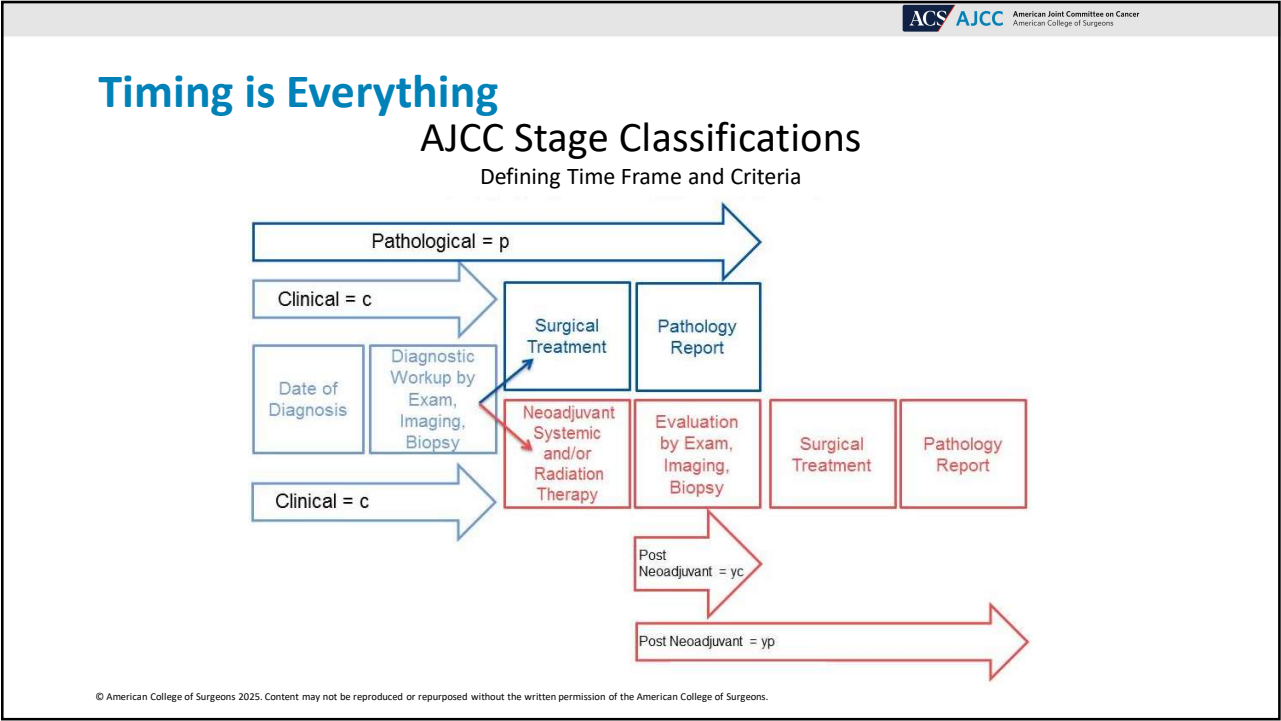 ACS AJCC American Joint Committee on Cancer
American College of Surgeons
Timing is Everything
AJCC Stage Classifications
Defining Time Frame and Criteria
Pathological = p
Clinical = c
Surgical
Treatment
Pathology
Report
Date of
Diagnosis
Diagnostic
Workup by
Exam,
Imaging,
Biopsy
Neoadjuvant
Systemic
and/or
Radiation
Therapy
Evaluation
by Exam,
Imaging,
Biopsy
Surgical
Treatment
Pathology
Report
Clinical = c
Post
Neoadjuvant = yc
Post Neoadjuvant = yp
© American College of Surgeons 2025. Content may not be reproduced or repurposed without the written permission of the American College of Surgeons.